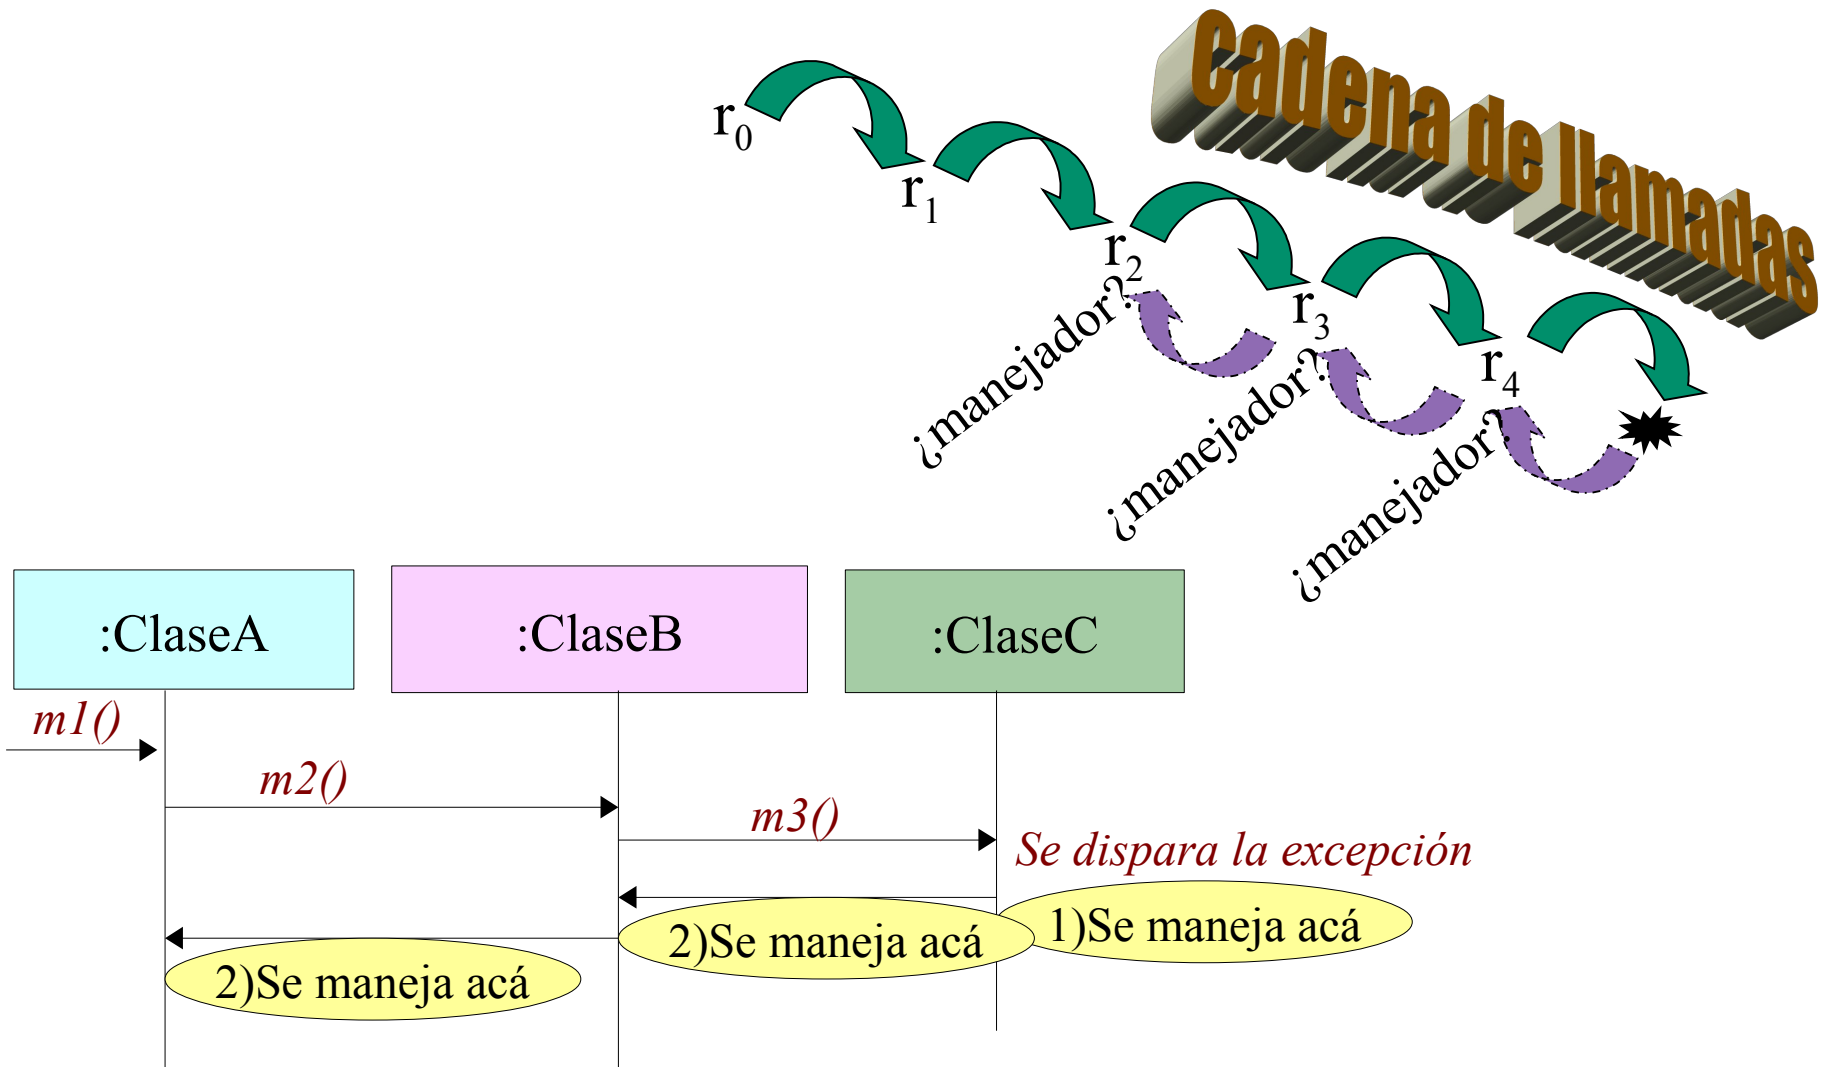 Cadena de llamadas
r0
r1
r2
r3
r4
¿manejador?
¿manejador?
¿manejador?
:ClaseA
:ClaseB
:ClaseC
m1()
m2()
m3()
Se dispara la excepción
1)Se maneja acá
2)Se maneja acá
2)Se maneja acá